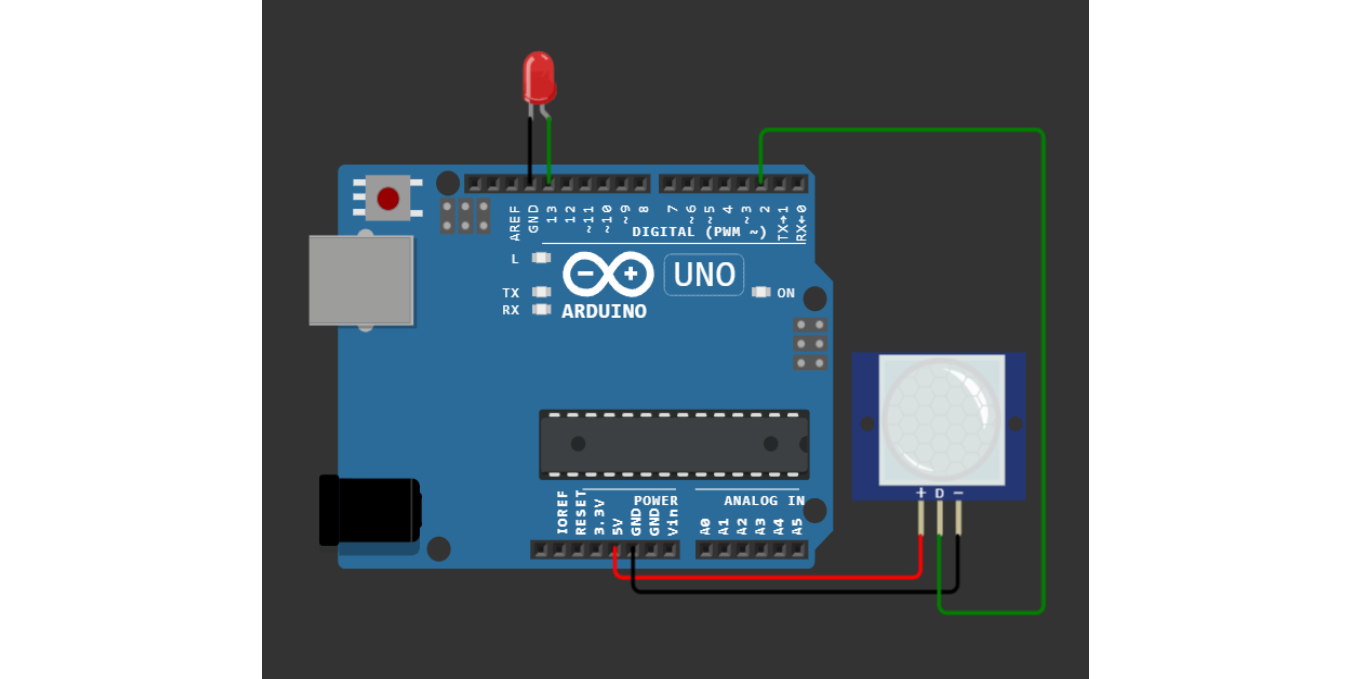 AREF
GND
13
12
~11
~10
~9
8
7
~6
~5
4
~3
2
TX→1
RX←0
DIGITAL (PWM ~)
L
TX
RX
UNO
ON
ARDUINO
+ D −
IOREF
RESET
3.3V
5V
GND
GND
Vin
POWER
ANALOG IN
A0
A1
A2
A3
A4
A5